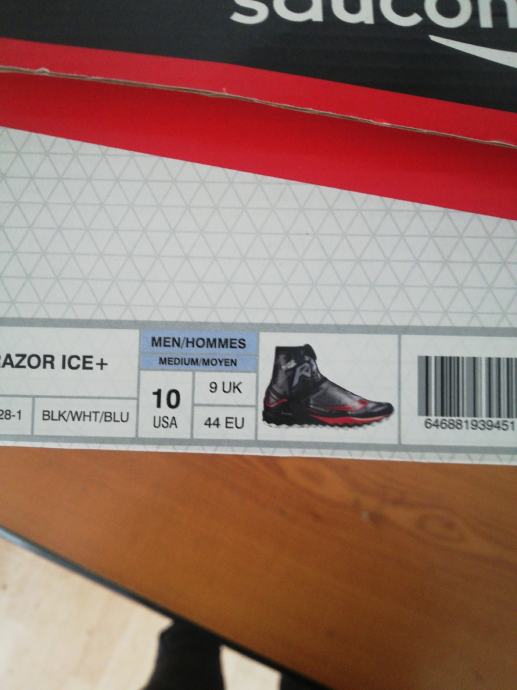 saucon
AZOR ICE+
MEN/HOMMES
MEDIUM/MOYEN
28-1
BLK/WHT/BLU
10
USA
9 UK
44 EU
646881939451